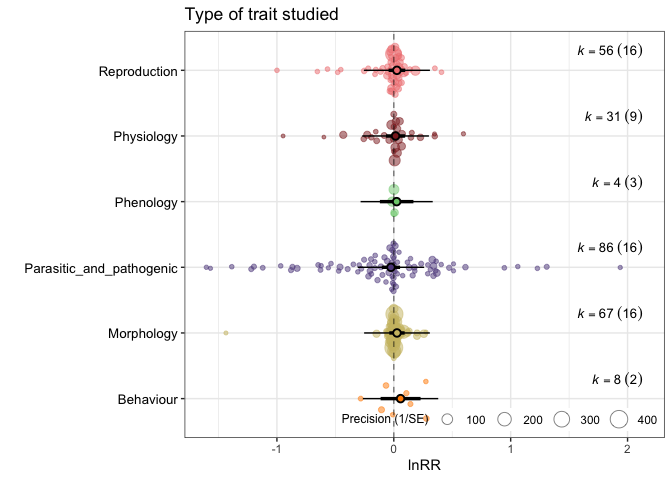 Type of trait studied
Reproduction
k = 56 (16)
Physiology
k = 31 (9)
Phenology
k = 4 (3)
Parasitic_and_pathogenic
k = 86 (16)
Morphology
k = 67 (16)
Behaviour
k = 8 (2)
Precision (1/SE) 100 200 300 400
-1 0 1 2
lnRR